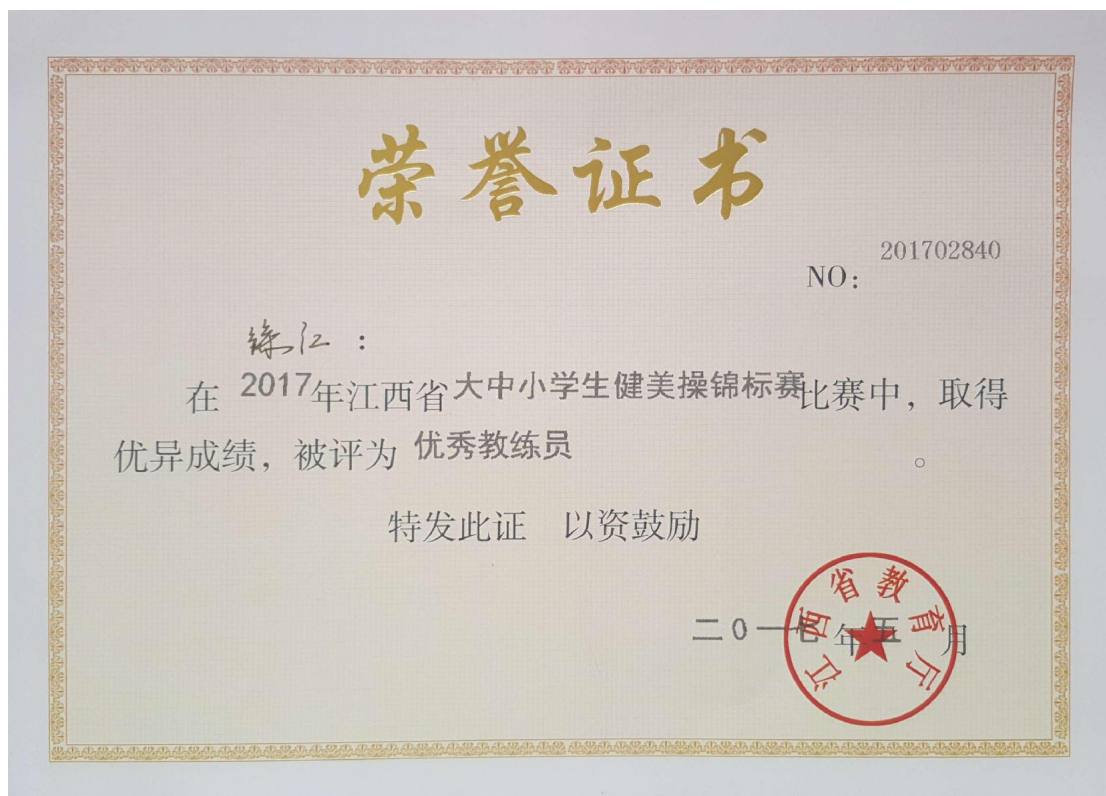 荣誉证书
NO：201702840
江：
在2017年江西省大中小学生健美操锦标赛比赛中，取得
优异成绩，被评为优秀教练员。
特发此证 以资鼓励
二0一七年五月
江西省教育厅